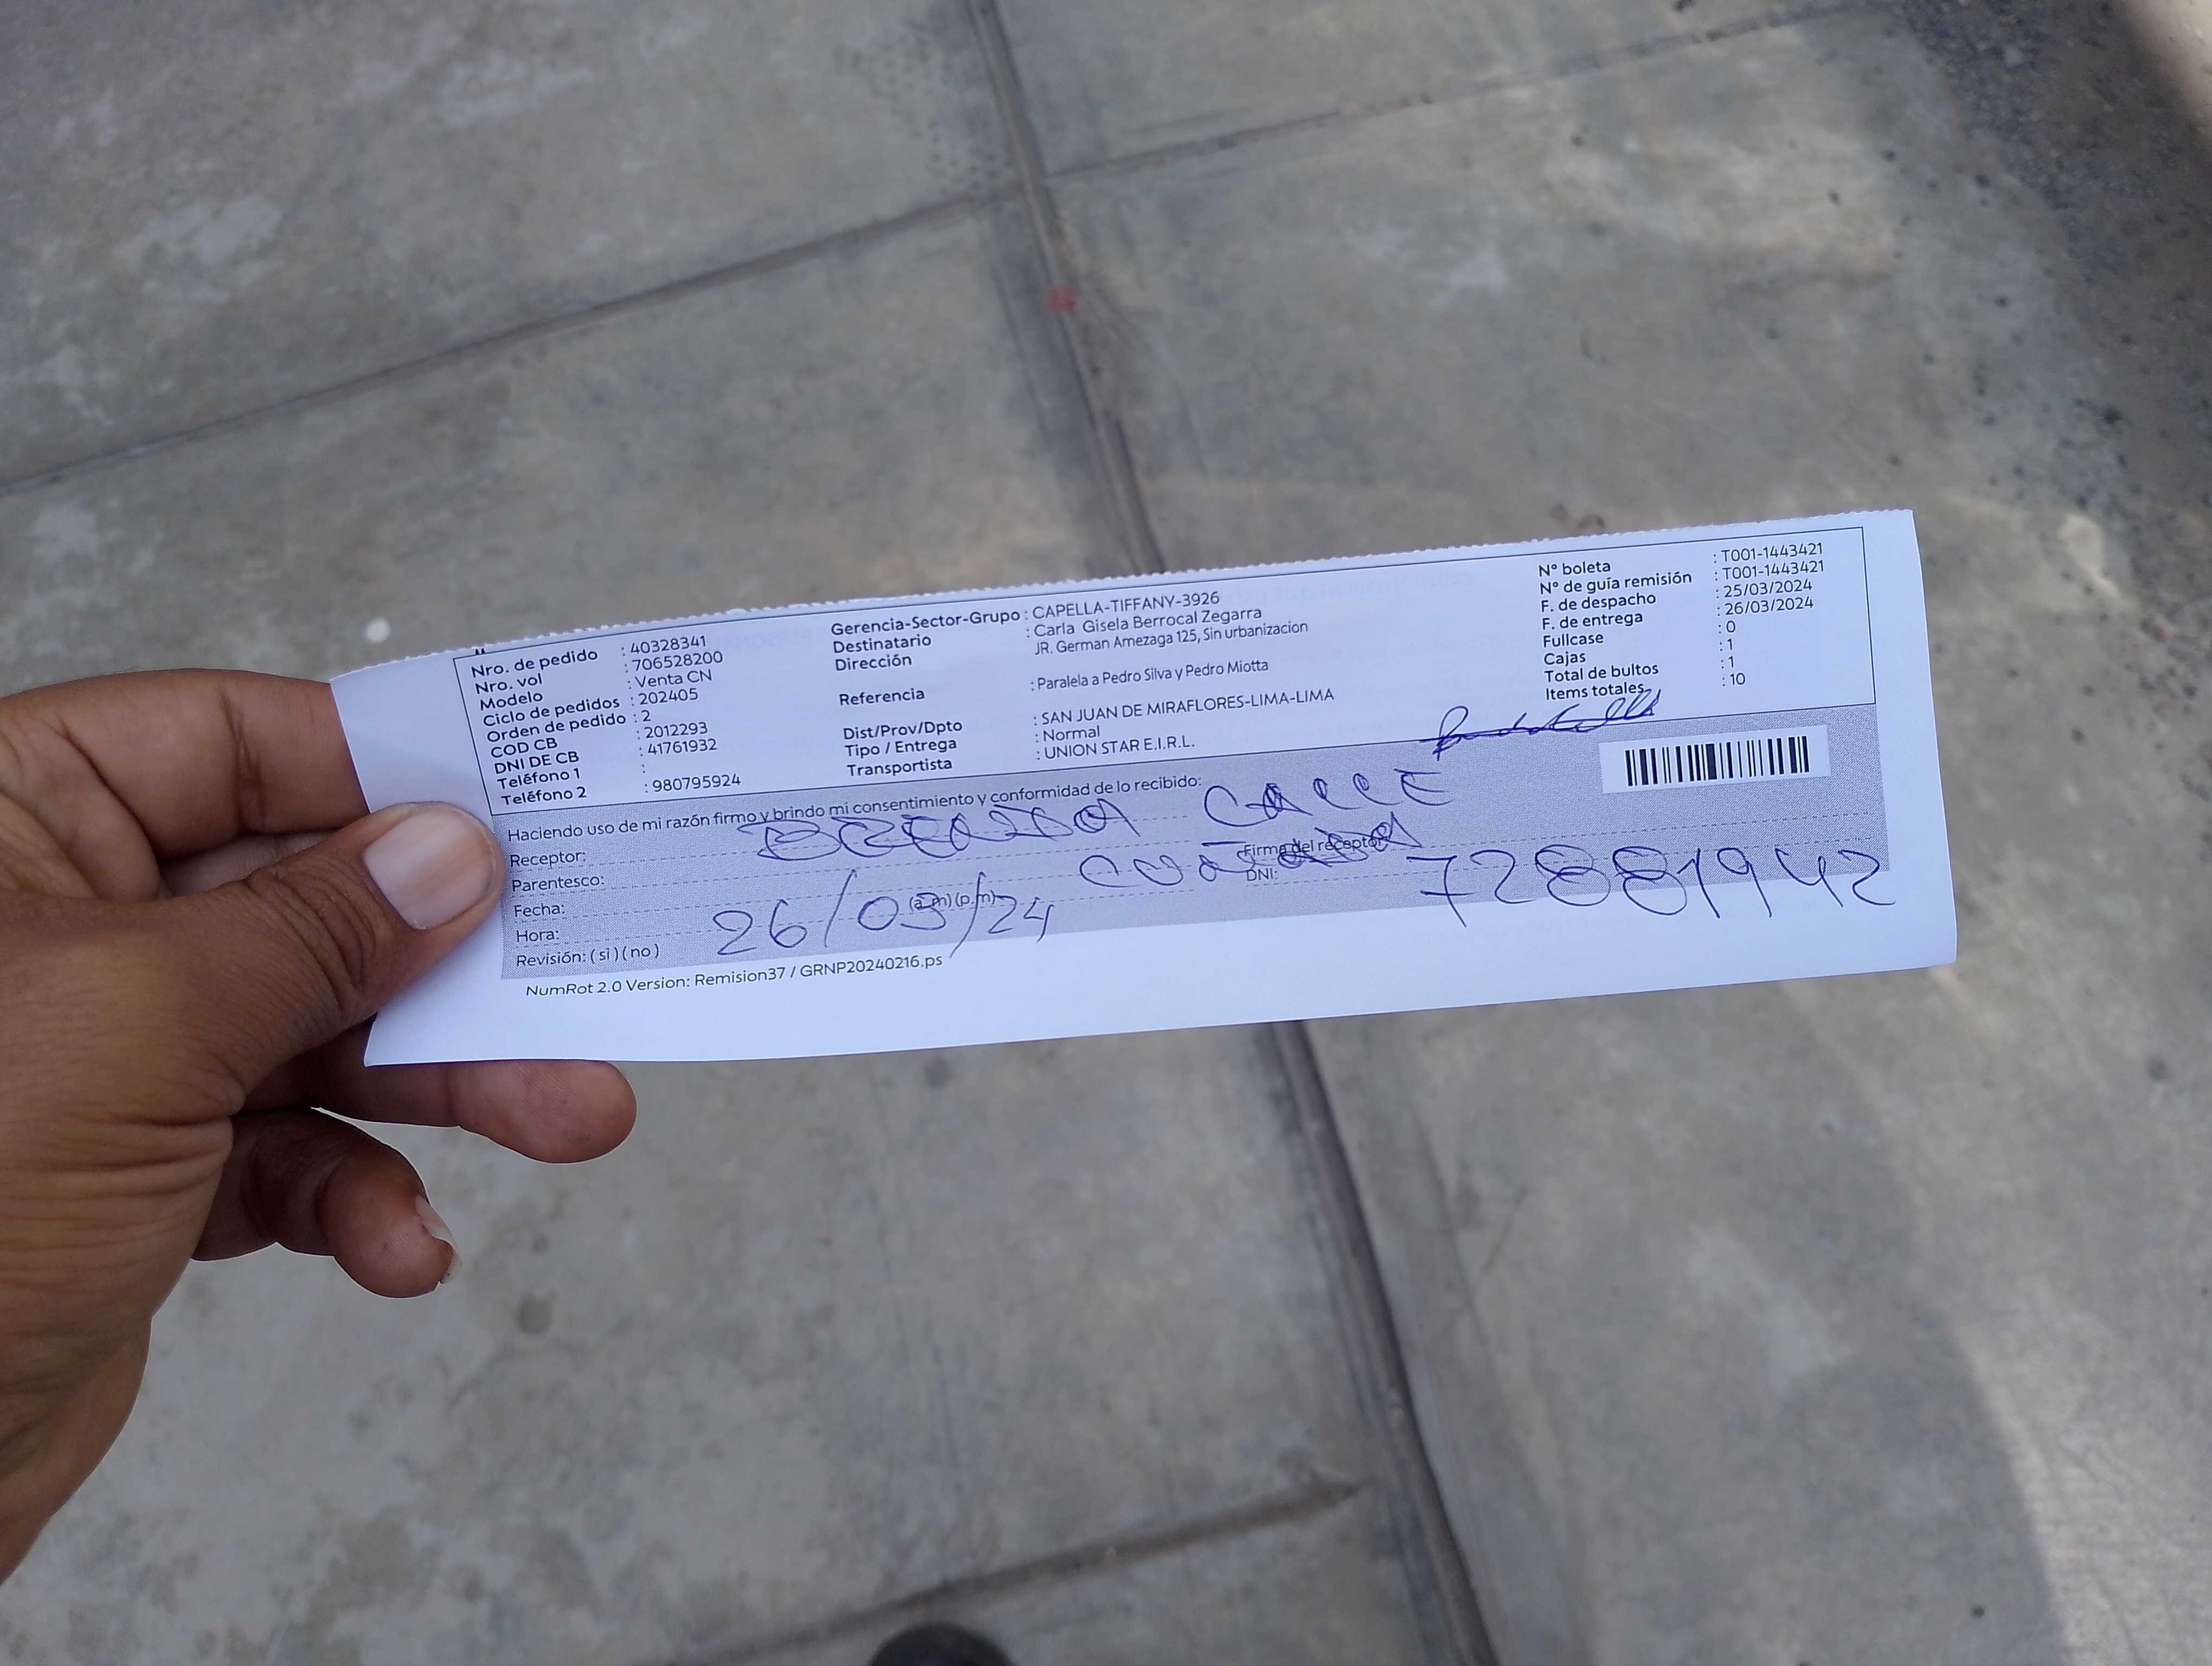 Nro. de pedido : 40328341
Nro. vol : 706528200
Modelo : Venta CN
Ciclo de pedidos : 202405
Orden de pedido : 2
COD CB : 2012293
DNI DE CB : 41761932
Teléfono 1 :
Teléfono 2 : 980795924
Gerencia-Sector-Grupo : CAPELLA-TIFFANY-3926
Destinatario : Carla Gisela Berrocal Zegarra
Dirección JR. German Amezaga 125, Sin urbanizacion
Referencia : Paralela a Pedro Silva y Pedro Miotta
Dist/Prov/Dpto : SAN JUAN DE MIRAFLORES-LIMA-LIMA
Tipo / Entrega : Normal
Transportista : UNION STAR E.I.R.L.
N° boleta : T001-1443421
N° de guía remisión : T001-1443421
F. de despacho : 25/03/2024
F. de entrega : 26/03/2024
Fullcase : 0
Cajas : 1
Total de bultos : 1
Items totales : 10
Haciendo uso de mi razón firmo y brindo mi consentimiento y conformidad de lo recibido:
Receptor: CALLE
Parentesco: CUÑADA
Firma del receptor
Fecha: 26/03/24
DNI: 72881942
Hora: (a.m) (p.m)
Revisión: ( si ) ( no )
NumRot 2.0 Version: Remision37 / GRNP20240216.ps